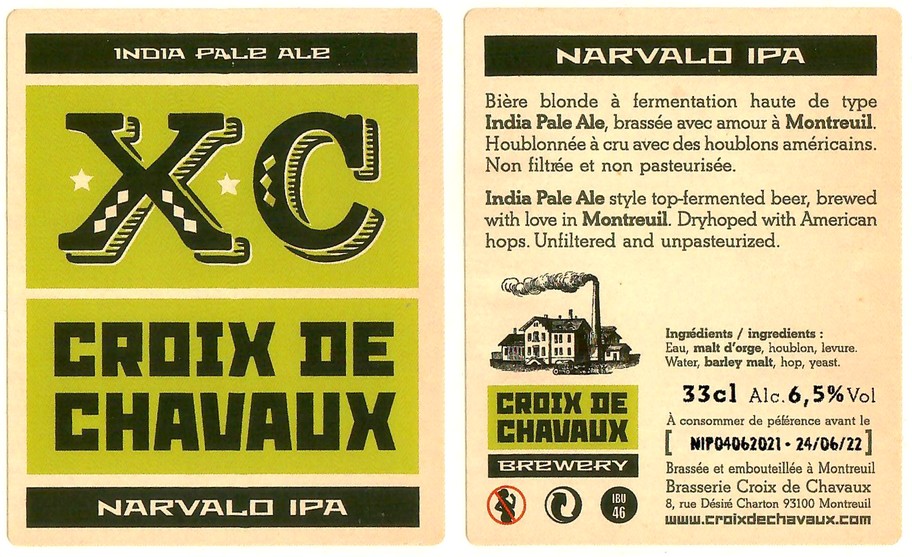 INDIA PALE ALE
XC
CROIX DE
CHAVAUX
NARVALO IPA
NARVALO IPA
Bière blonde à fermentation haute de type
India Pale Ale, brassée avec amour à Montreuil.
Houblonnée à cru avec des houblons américains.
Non filtrée et non pasteurisée.
India Pale Ale style top-fermented beer, brewed
with love in Montreuil. Dryhoped with American
hops. Unfiltered and unpasteurized.
Ingrédients / ingredients :
Eau, malt d'orge, houblon, levure.
Water, barley malt, hop, yeast.
33cl Alc. 6,5% Vol
À consommer de péférence avant le
[ NIP04062021 • 24/06/22 ]
Brassée et embouteillée à Montreuil
Brasserie Croix de Chavaux
8, rue Désiré Charton 93100 Montreuil
www.croixdechavaux.com
CROIX DE
CHAVAUX
BREWERY
IBU
46